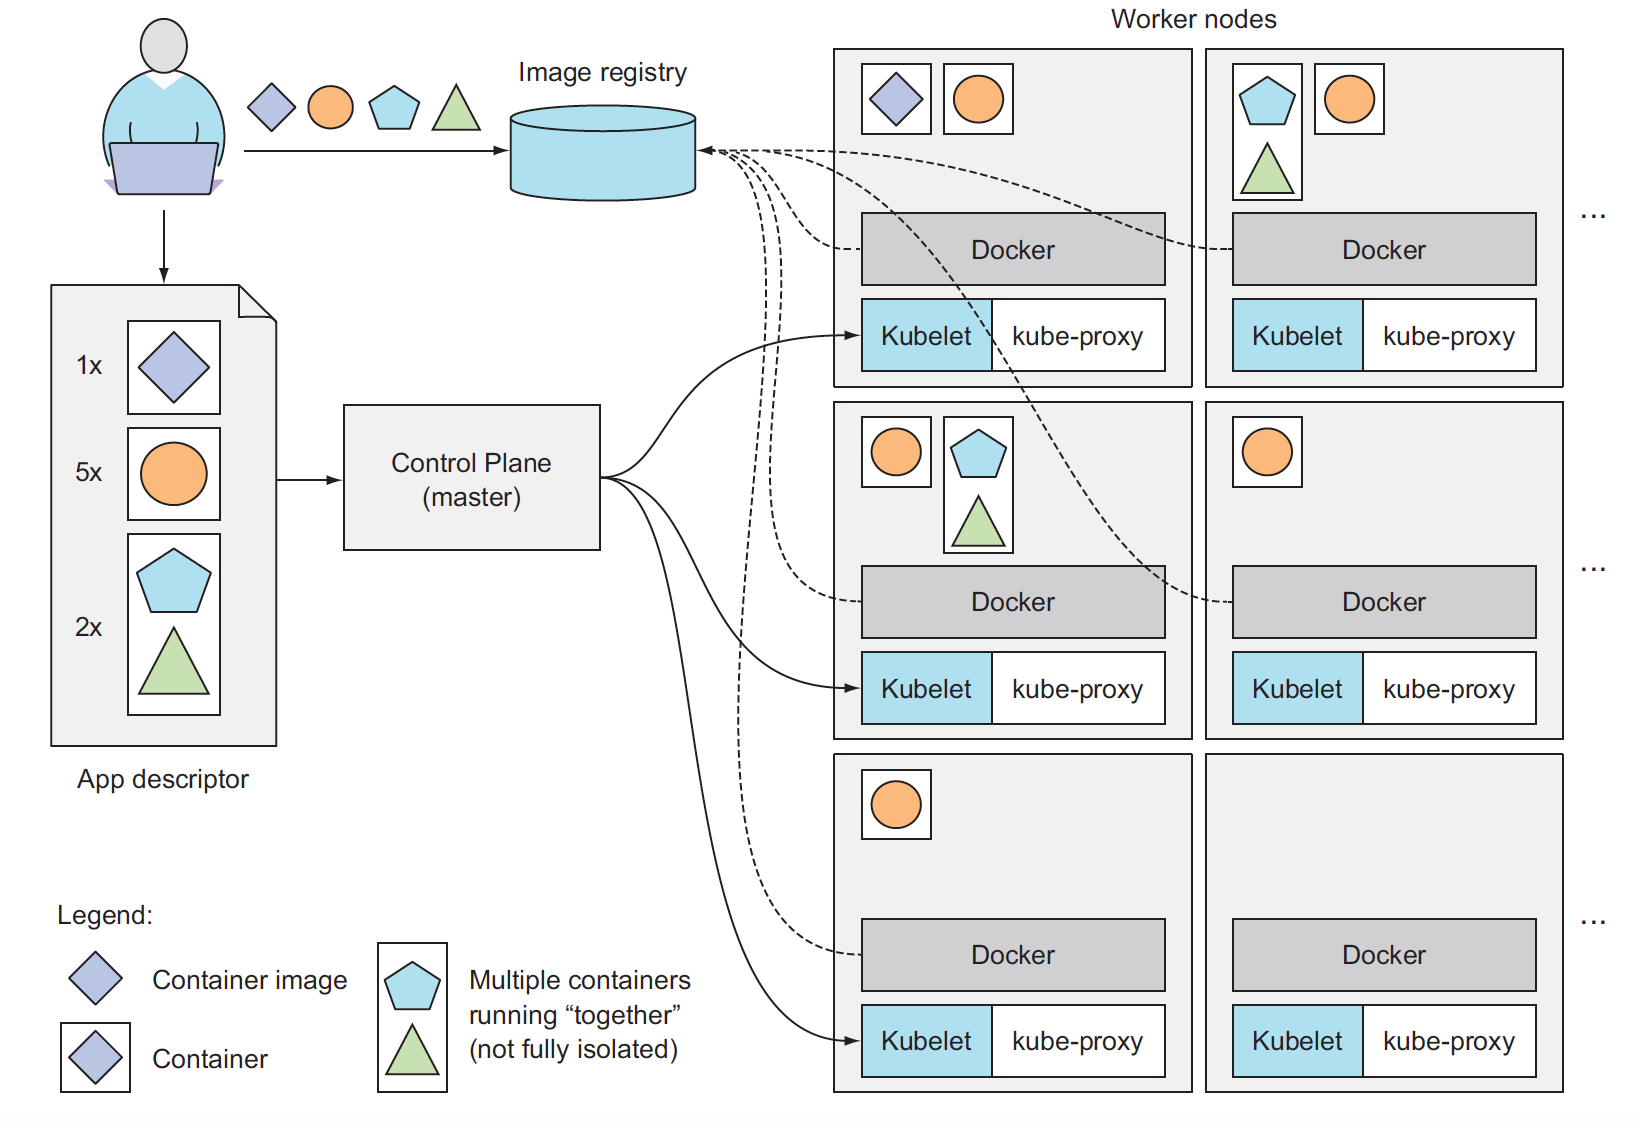 Worker nodes
Image registry
Docker
Kubelet
kube-proxy
Docker
Kubelet
kube-proxy
...
1x
5x
2x
App descriptor
Control Plane
(master)
Docker
Kubelet
kube-proxy
Docker
Kubelet
kube-proxy
...
Docker
Kubelet
kube-proxy
Docker
Kubelet
kube-proxy
...
Legend:
Container image
Container
Multiple containers
running “together”
(not fully isolated)